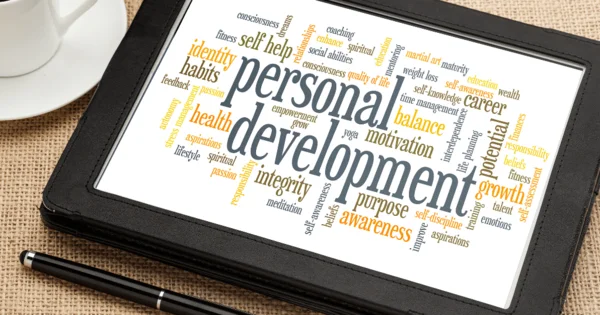 consciousness
dreams
coaching
fitness
relationships
enhance
spiritual
education
mentoring
martial art
maturity
identity
self help
social abilities
weight loss
education
wealth
habits
consciousness
quality of life
self-awareness
feedback
passion
personal
self-knowledge
career
time management
autonomy
stress management
health
empowerment
grow
balance
interdependence
potential
finances
responsibility
aspirations
development
yoga
motivation
life planning
beliefs
lifestyle
spiritual
fitness
passion
responsibility
integrity
growth
self-assessment
meditation
self-awareness
beliefs
purpose
self-discipline
training
talent
awareness
improve
emotions
aspirations